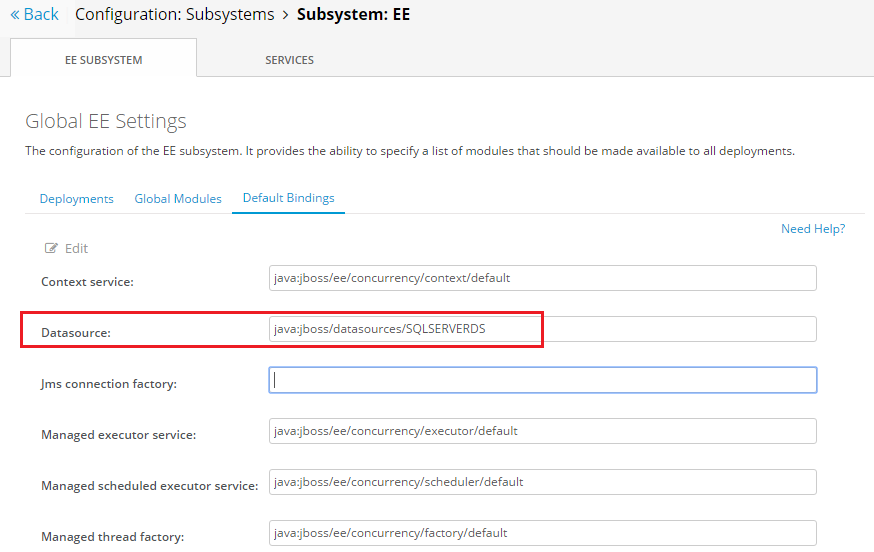 « Back Configuration: Subsystems › Subsystem: EE
EE SUBSYSTEM SERVICES
Global EE Settings
The configuration of the EE subsystem. It provides the ability to specify a list of modules that should be made available to all deployments.
Deployments Global Modules Default Bindings
Need Help?
Edit
Context service: java:jboss/ee/concurrency/context/default
Datasource: java:jboss/datasources/SQLSERVERDS
Jms connection factory:
Managed executor service: java:jboss/ee/concurrency/executor/default
Managed scheduled executor service: java:jboss/ee/concurrency/scheduler/default
Managed thread factory: java:jboss/ee/concurrency/factory/default